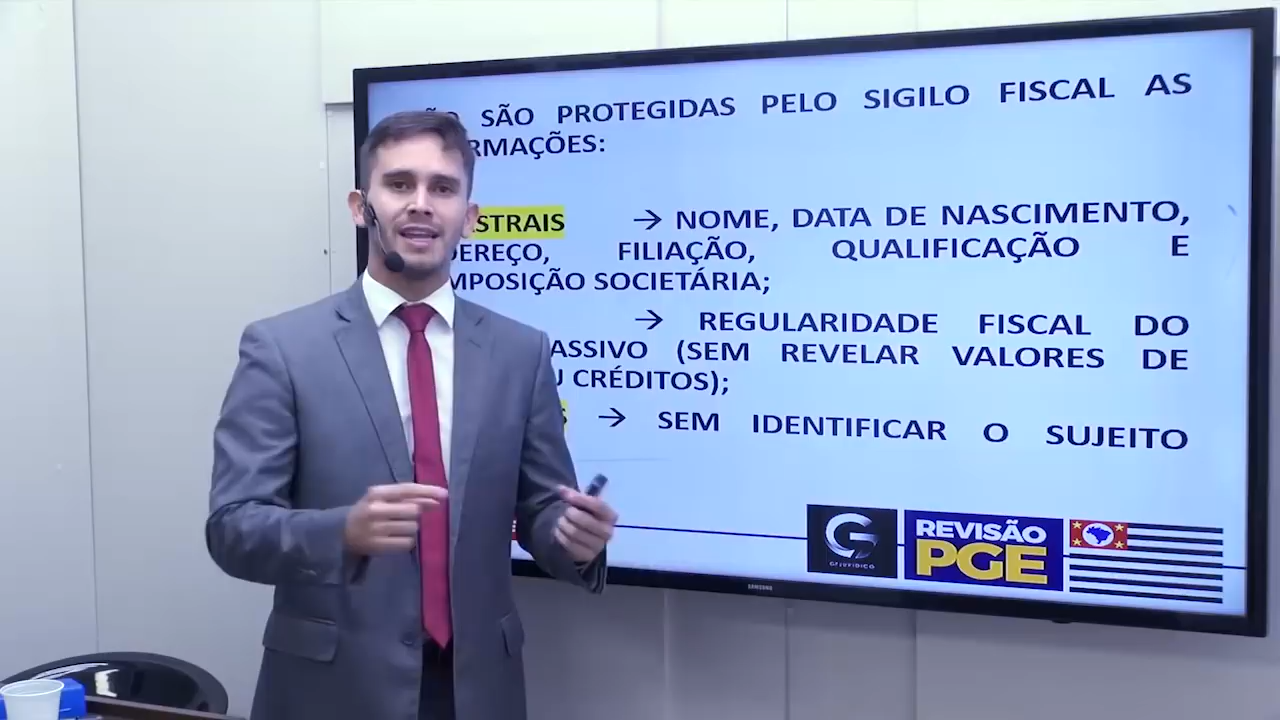 SÃO PROTEGIDAS PELO SIGILO FISCAL AS
RMAÇÕES:
STRAIS → NOME, DATA DE NASCIMENTO,
EREÇO, FILIAÇÃO, QUALIFICAÇÃO E
MPOSIÇÃO SOCIETÁRIA;
→ REGULARIDADE FISCAL DO
ASSIVO (SEM REVELAR VALORES DE
U CRÉDITOS);
S → SEM IDENTIFICAR O SUJEITO
REVISÃO
PGE
SAMSUNG